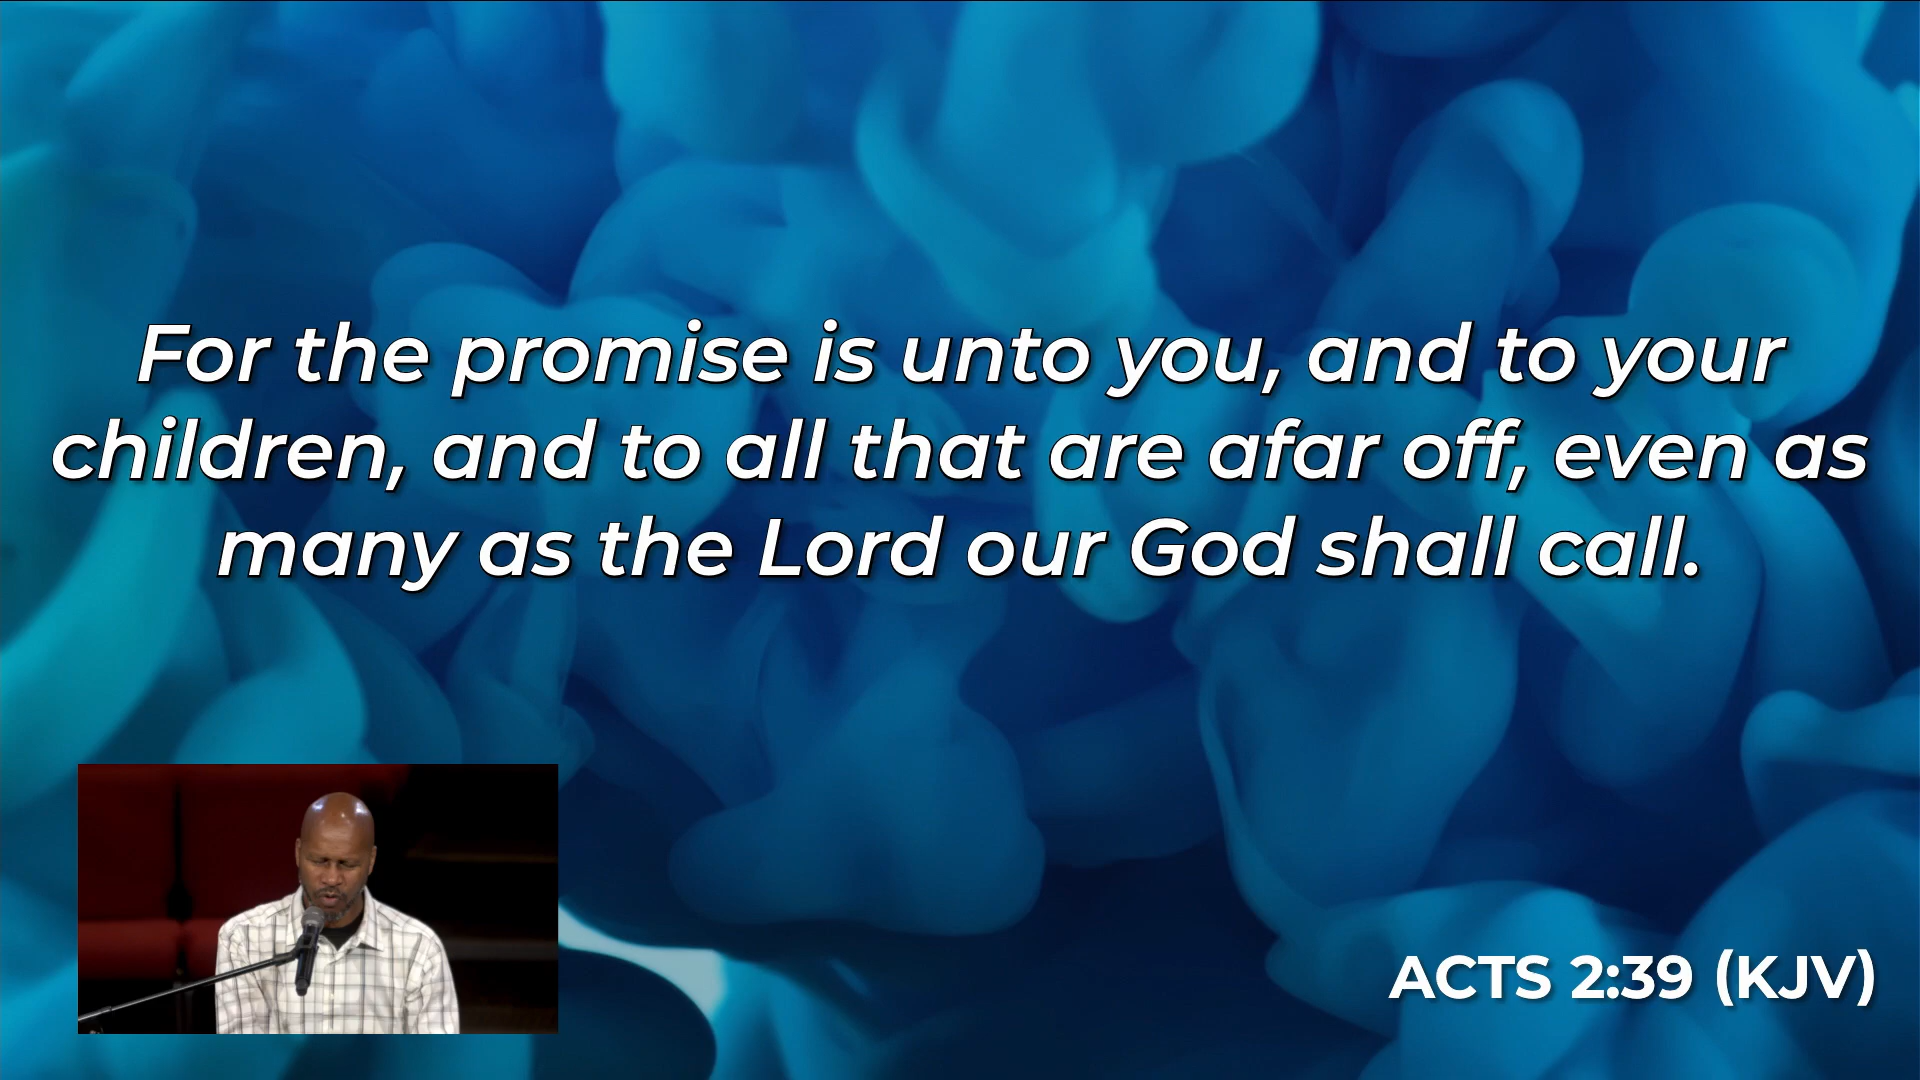 For the promise is unto you, and to your
children, and to all that are afar off, even as
many as the Lord our God shall call.
ACTS 2:39 (KJV)